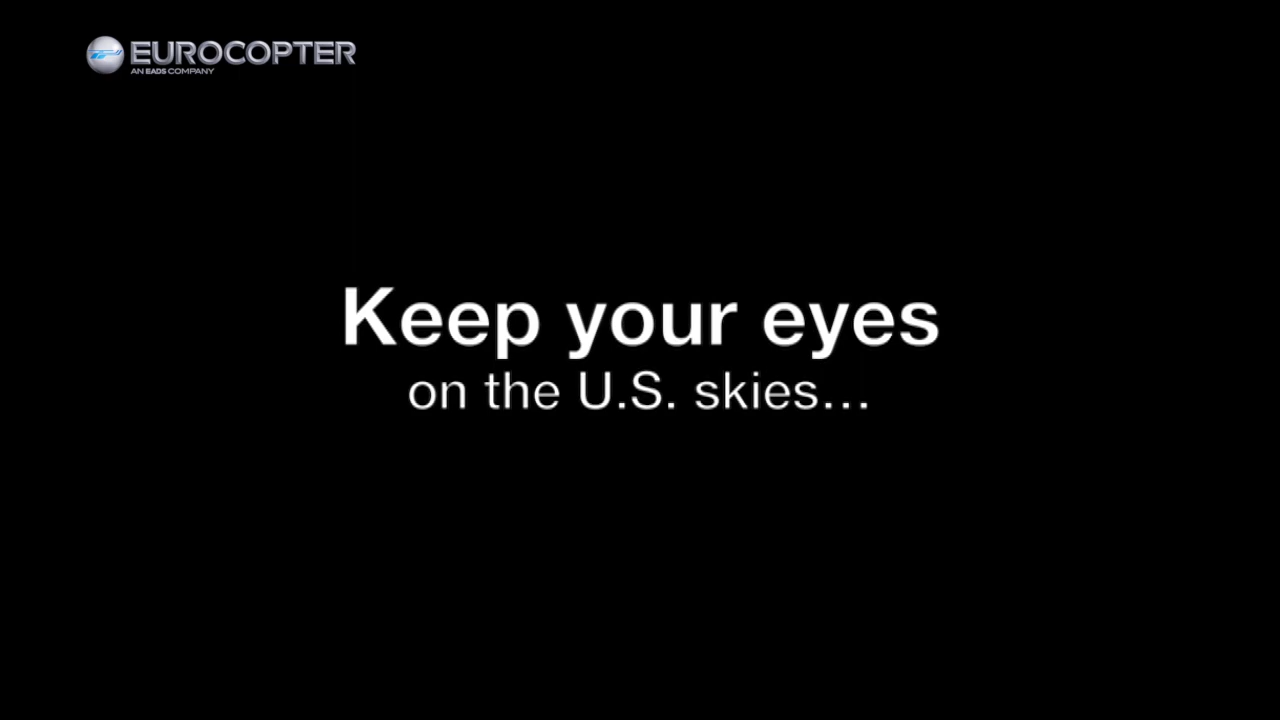 EUROCOPTER
AN EADS COMPANY
Keep your eyes
on the U.S. skies...